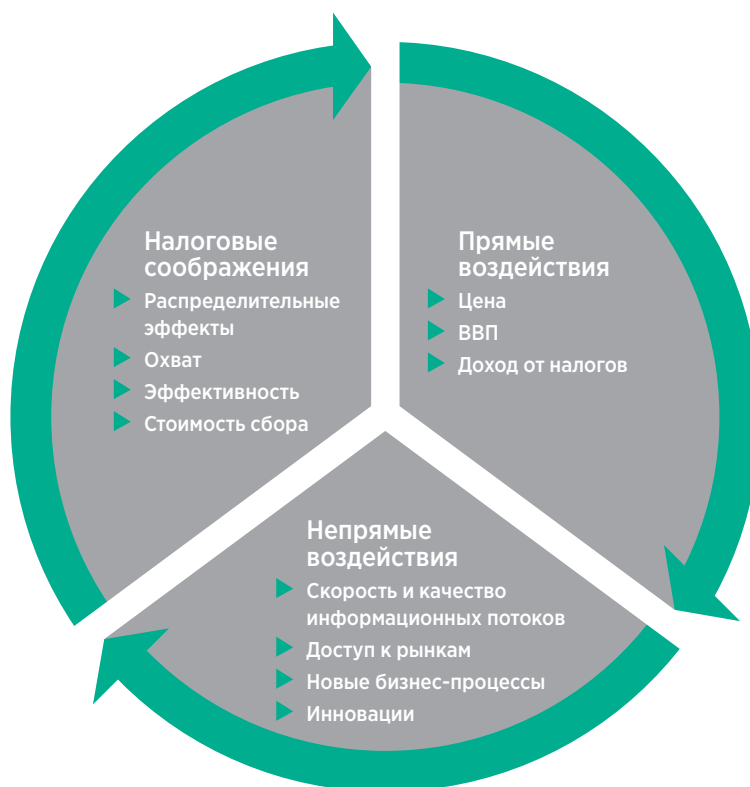 Налоговые
соображения
Распределительные
эффекты
Охват
Эффективность
Стоимость сбора
Прямые
воздействия
Цена
ВВП
Доход от налогов
Непрямые
воздействия
Скорость и качество
информационных потоков
Доступ к рынкам
Новые бизнес-процессы
Инновации